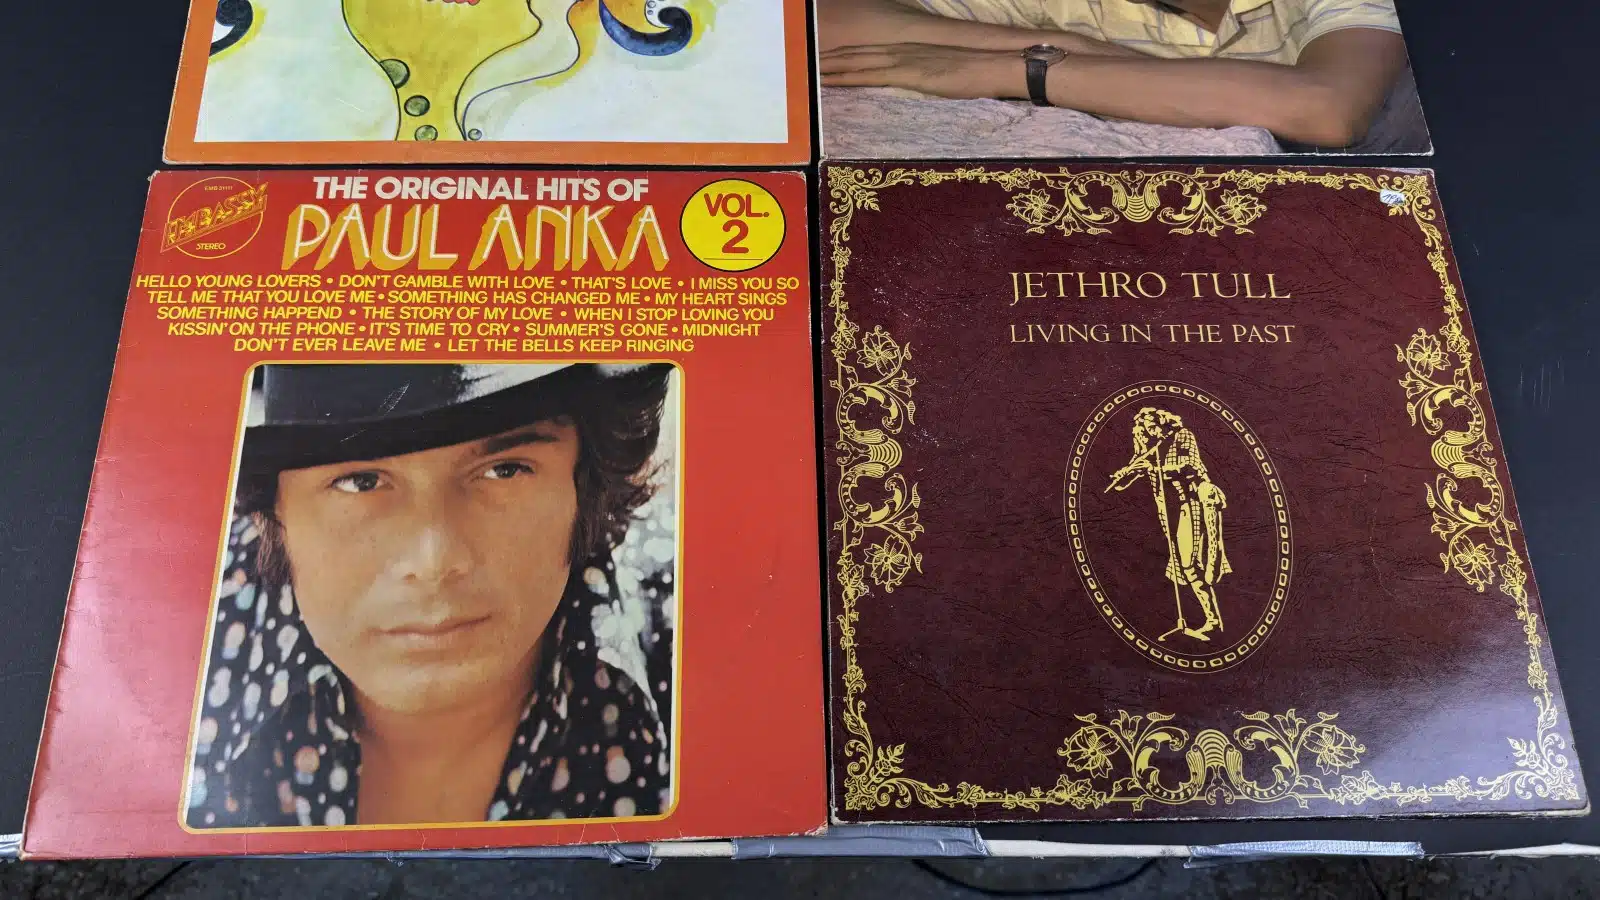 EMB 31117
EMBASSY
STEREO
THE ORIGINAL HITS OF
PAUL ANKA
VOL.
2
HELLO YOUNG LOVERS • DON'T GAMBLE WITH LOVE • THAT'S LOVE • I MISS YOU SO
TELL ME THAT YOU LOVE ME • SOMETHING HAS CHANGED ME • MY HEART SINGS
SOMETHING HAPPEND • THE STORY OF MY LOVE • WHEN I STOP LOVING YOU
KISSIN' ON THE PHONE • IT'S TIME TO CRY • SUMMER'S GONE • MIDNIGHT
DON'T EVER LEAVE ME • LET THE BELLS KEEP RINGING
JETHRO TULL
LIVING IN THE PAST